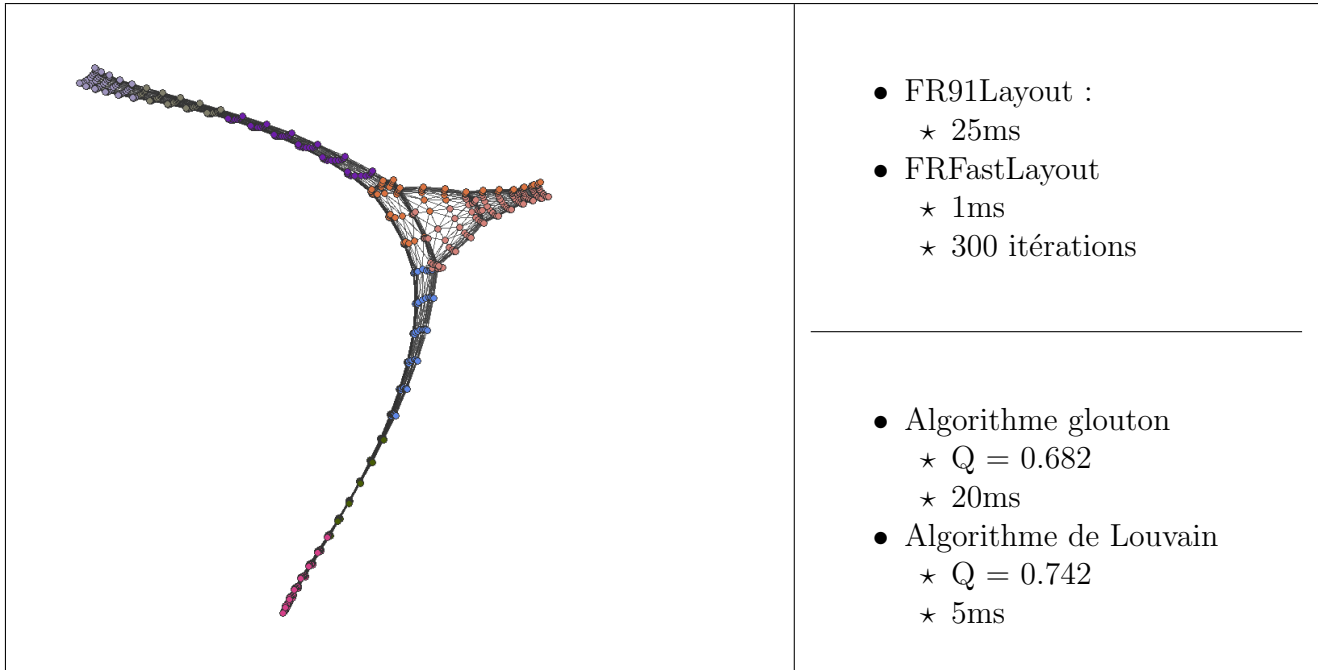 • FR91Layout :
⋆ 25ms
• FRFastLayout
⋆ 1ms
⋆ 300 itérations
• Algorithme glouton
⋆ Q = 0.682
⋆ 20ms
• Algorithme de Louvain
⋆ Q = 0.742
⋆ 5ms